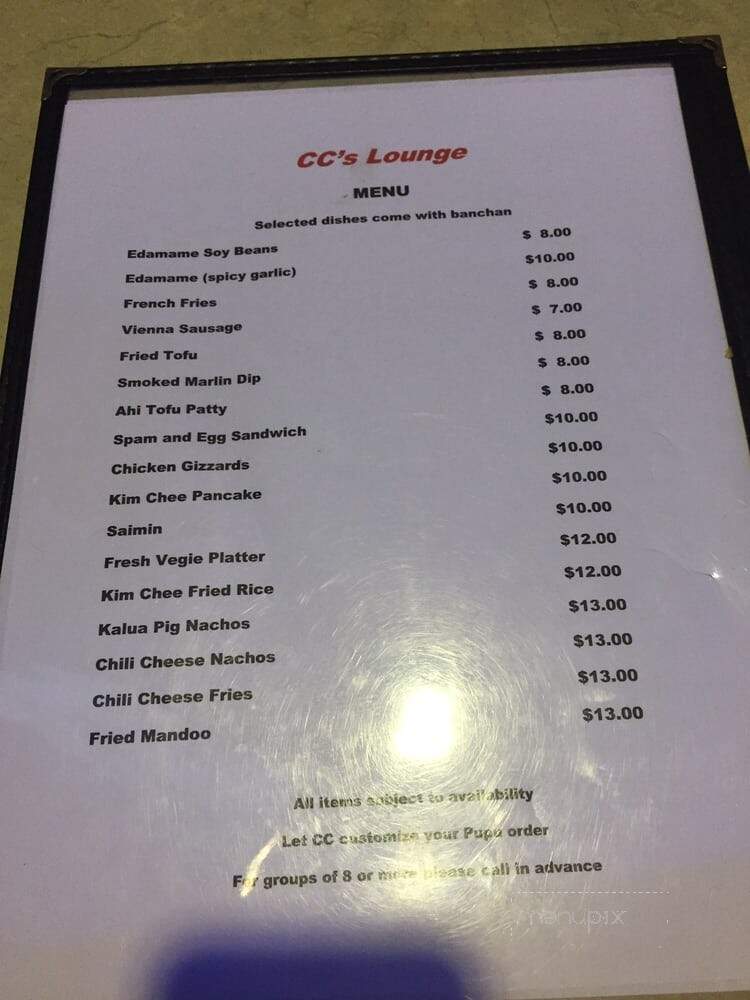 CC's Lounge
MENU
Selected dishes come with banchan
Edamame Soy Beans $ 8.00
Edamame (spicy garlic) $10.00
French Fries $ 8.00
Vienna Sausage $ 7.00
Fried Tofu $ 8.00
Smoked Marlin Dip $ 8.00
Ahi Tofu Patty $ 8.00
Spam and Egg Sandwich $10.00
Chicken Gizzards $10.00
Kim Chee Pancake $10.00
Saimin $10.00
Fresh Vegie Platter $12.00
Kim Chee Fried Rice $12.00
Kalua Pig Nachos $13.00
Chili Cheese Nachos $13.00
Chili Cheese Fries $13.00
Fried Mandoo $13.00
All items subject to availability
Let CC customize your Pupu order
For groups of 8 or more please call in advance
menupix